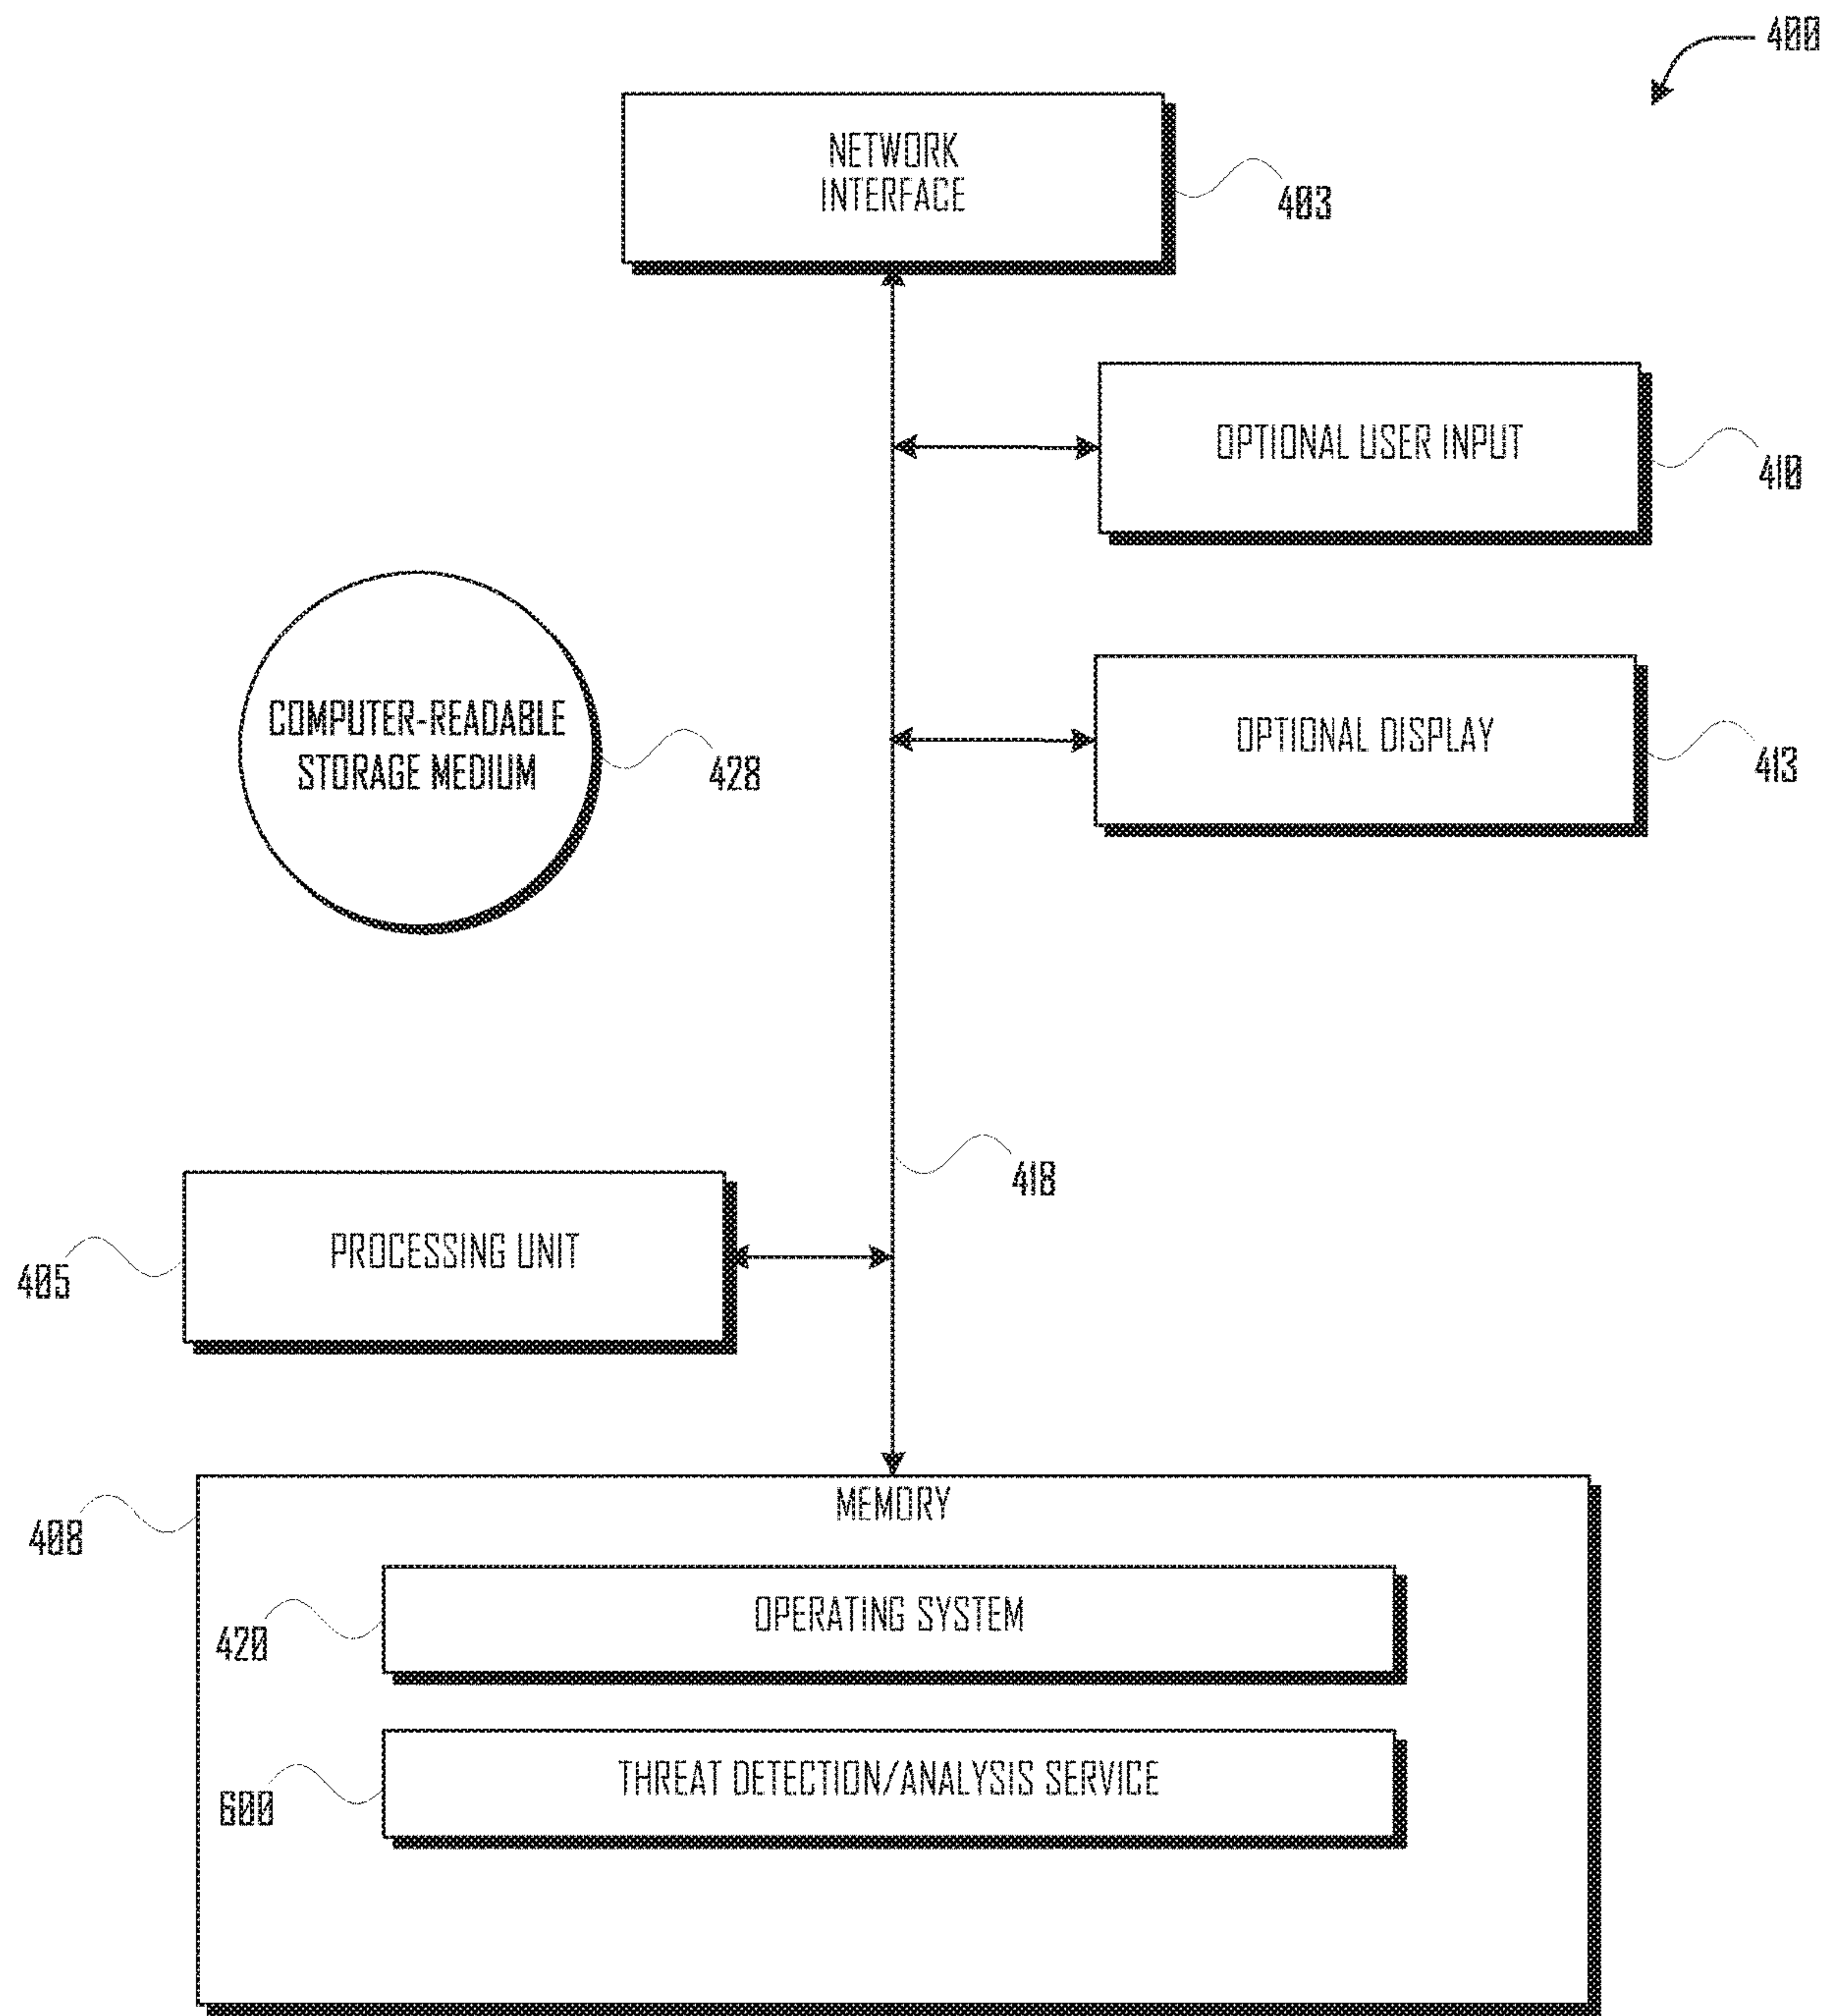 400
NETWORK
INTERFACE
403
OPTIONAL USER INPUT
410
COMPUTER-READABLE
STORAGE MEDIUM
428
OPTIONAL DISPLAY
413
418
PROCESSING UNIT
405
MEMORY
408
OPERATING SYSTEM
420
THREAT DETECTION/ANALYSIS SERVICE
600